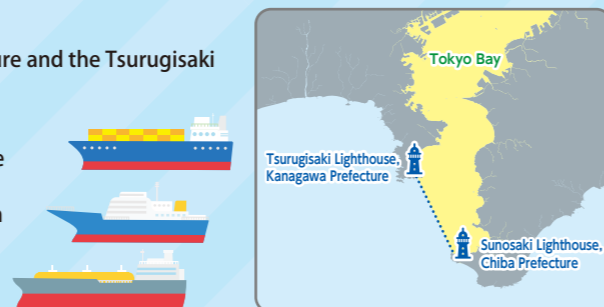 ure and the Tsurugisaki
e
Tokyo Bay
Tsurugisaki Lighthouse,
Kanagawa Prefecture
Sunosaki Lighthouse,
Chiba Prefecture